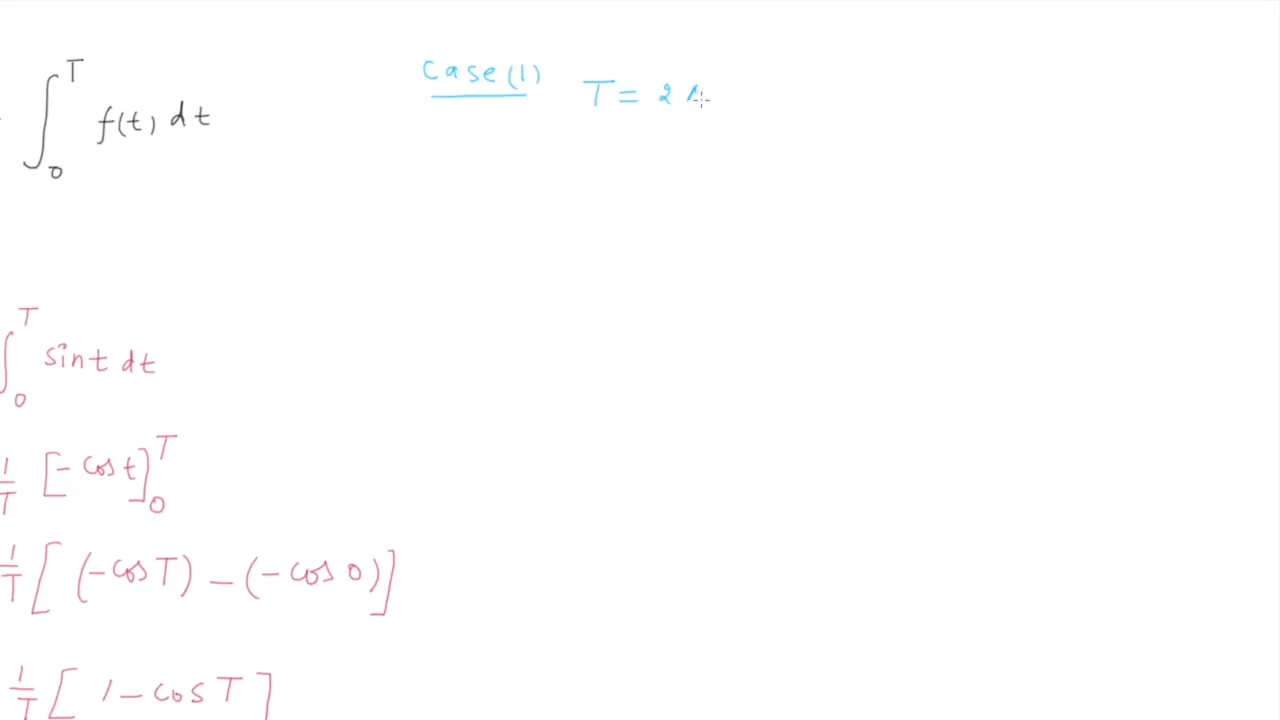 ∫₀ᵀ f(t) dt
Case (1) T = 2
∫₀ᵀ sin t dt
1/T [- cos t]₀ᵀ
1/T [ (-cos T) - (- cos 0)]
1/T [ 1 - cos T ]